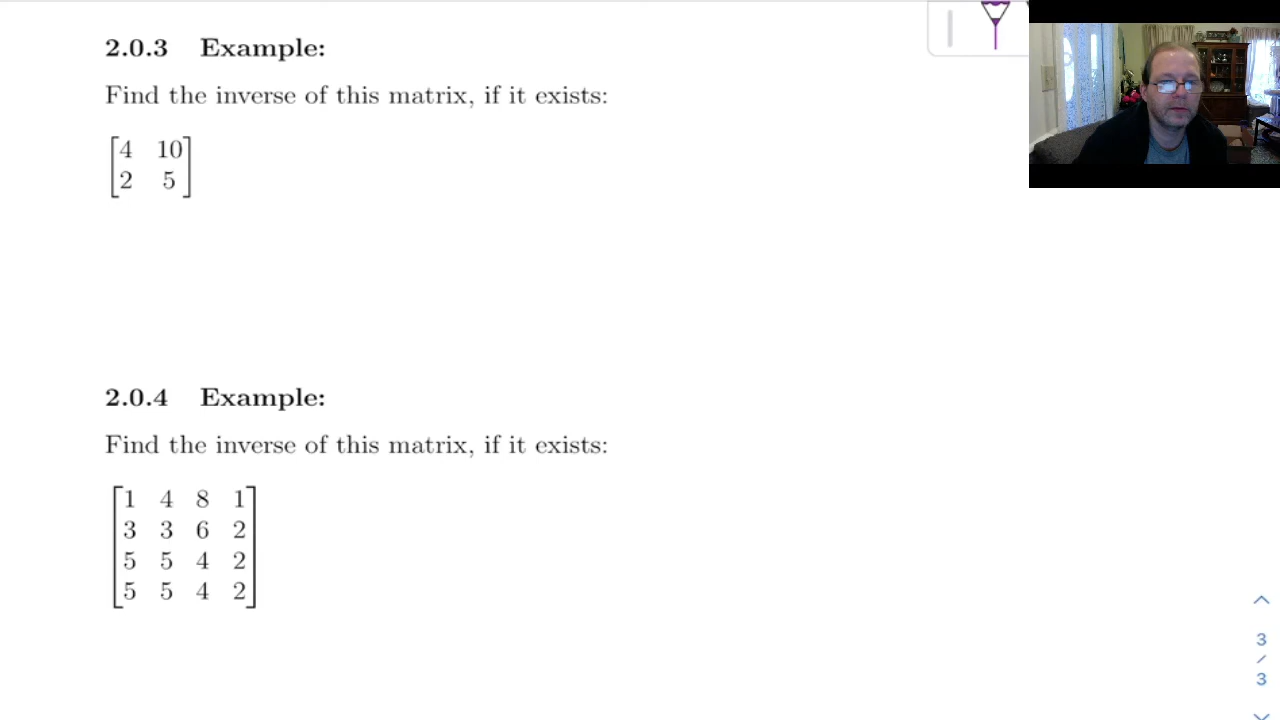 2.0.3 Example:
Find the inverse of this matrix, if it exists:
4 10
2 5
2.0.4 Example:
Find the inverse of this matrix, if it exists:
1 4 8 1
3 3 6 2
5 5 4 2
5 5 4 2
3
/
3